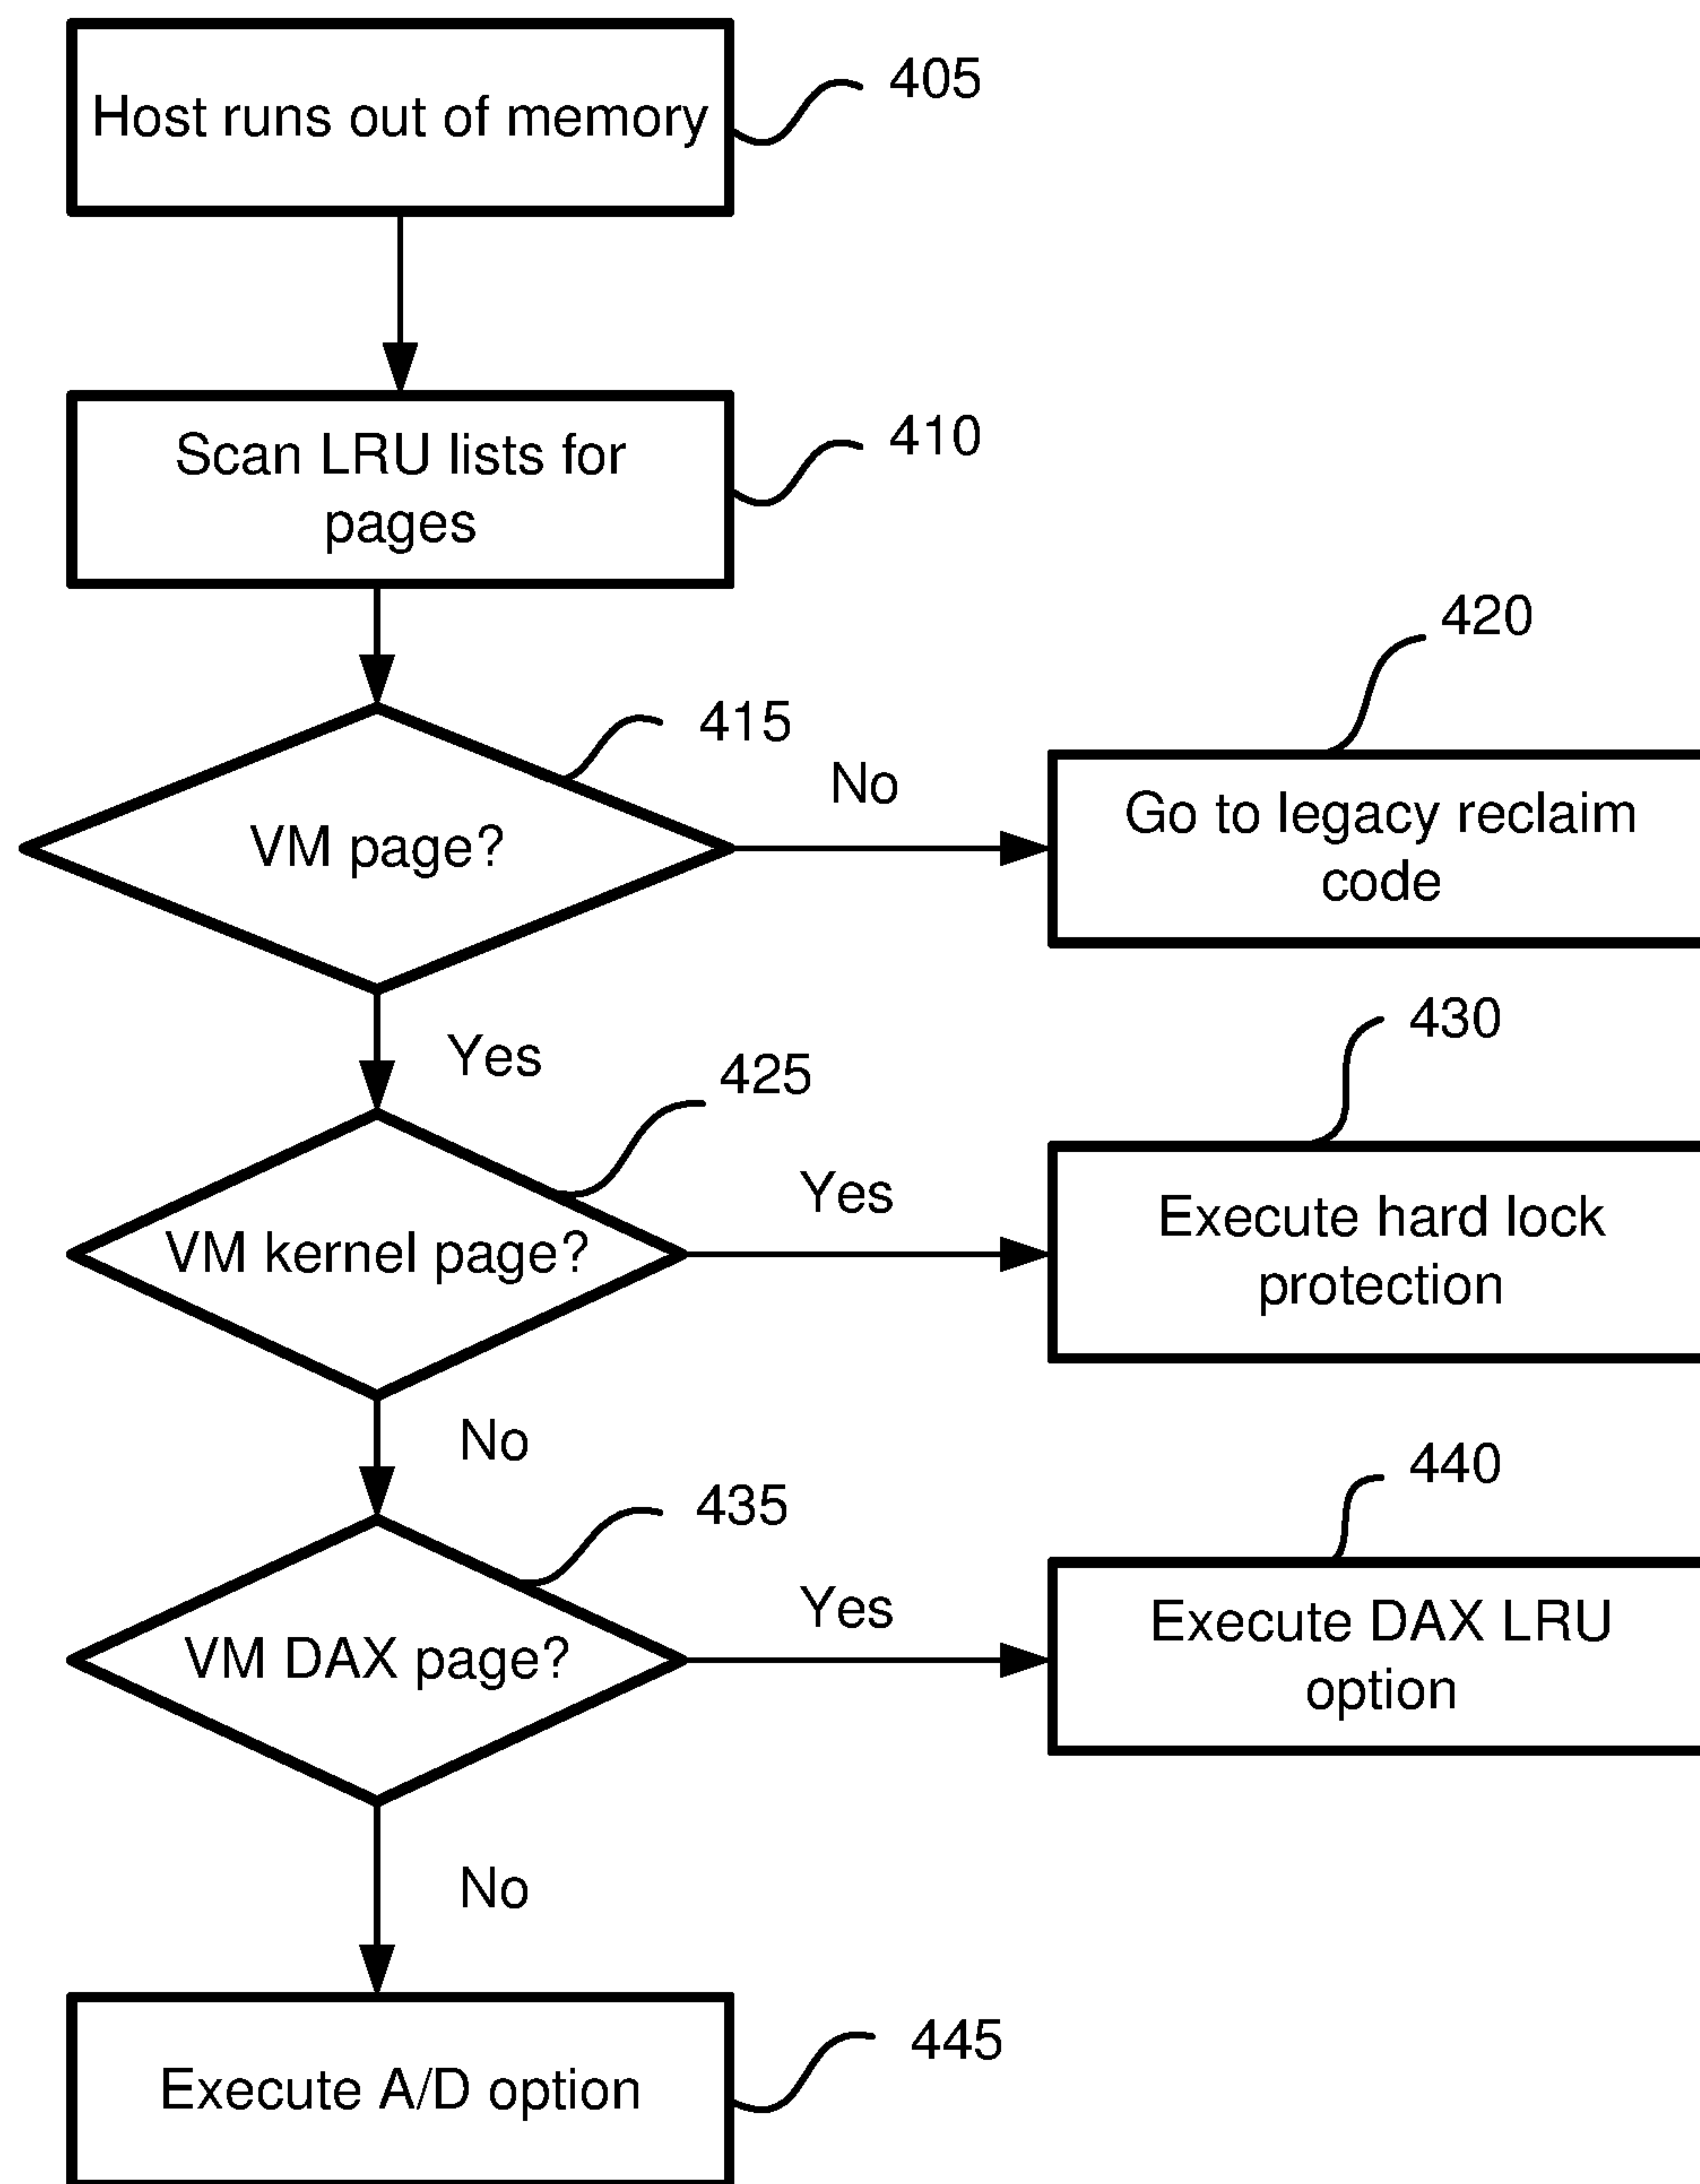 Host runs out of memory
405
Scan LRU lists for
pages
410
VM page?
415
No
Go to legacy reclaim
code
420
Yes
VM kernel page?
425
Yes
Execute hard lock
protection
430
No
VM DAX page?
435
Yes
Execute DAX LRU
option
440
No
Execute A/D option
445